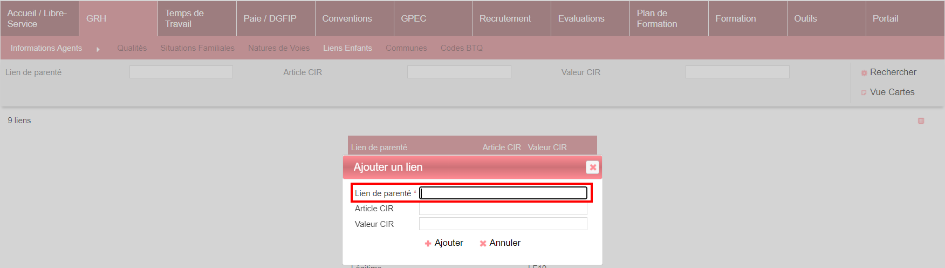 Accueil / Libre-Service GRH Temps de Travail Paie / DGFIP Conventions GPEC Recrutement Evaluations Plan de Formation Formation Outils Portail
Informations Agents Qualités Situations Familiales Natures de Voies Liens Enfants Communes Codes BTQ
Lien de parenté Article CIR Valeur CIR Rechercher
Vue Cartes
9 liens
Lien de parenté Article CIR Valeur CIR
Ajouter un lien
Lien de parenté *
Article CIR
Valeur CIR
Ajouter Annuler